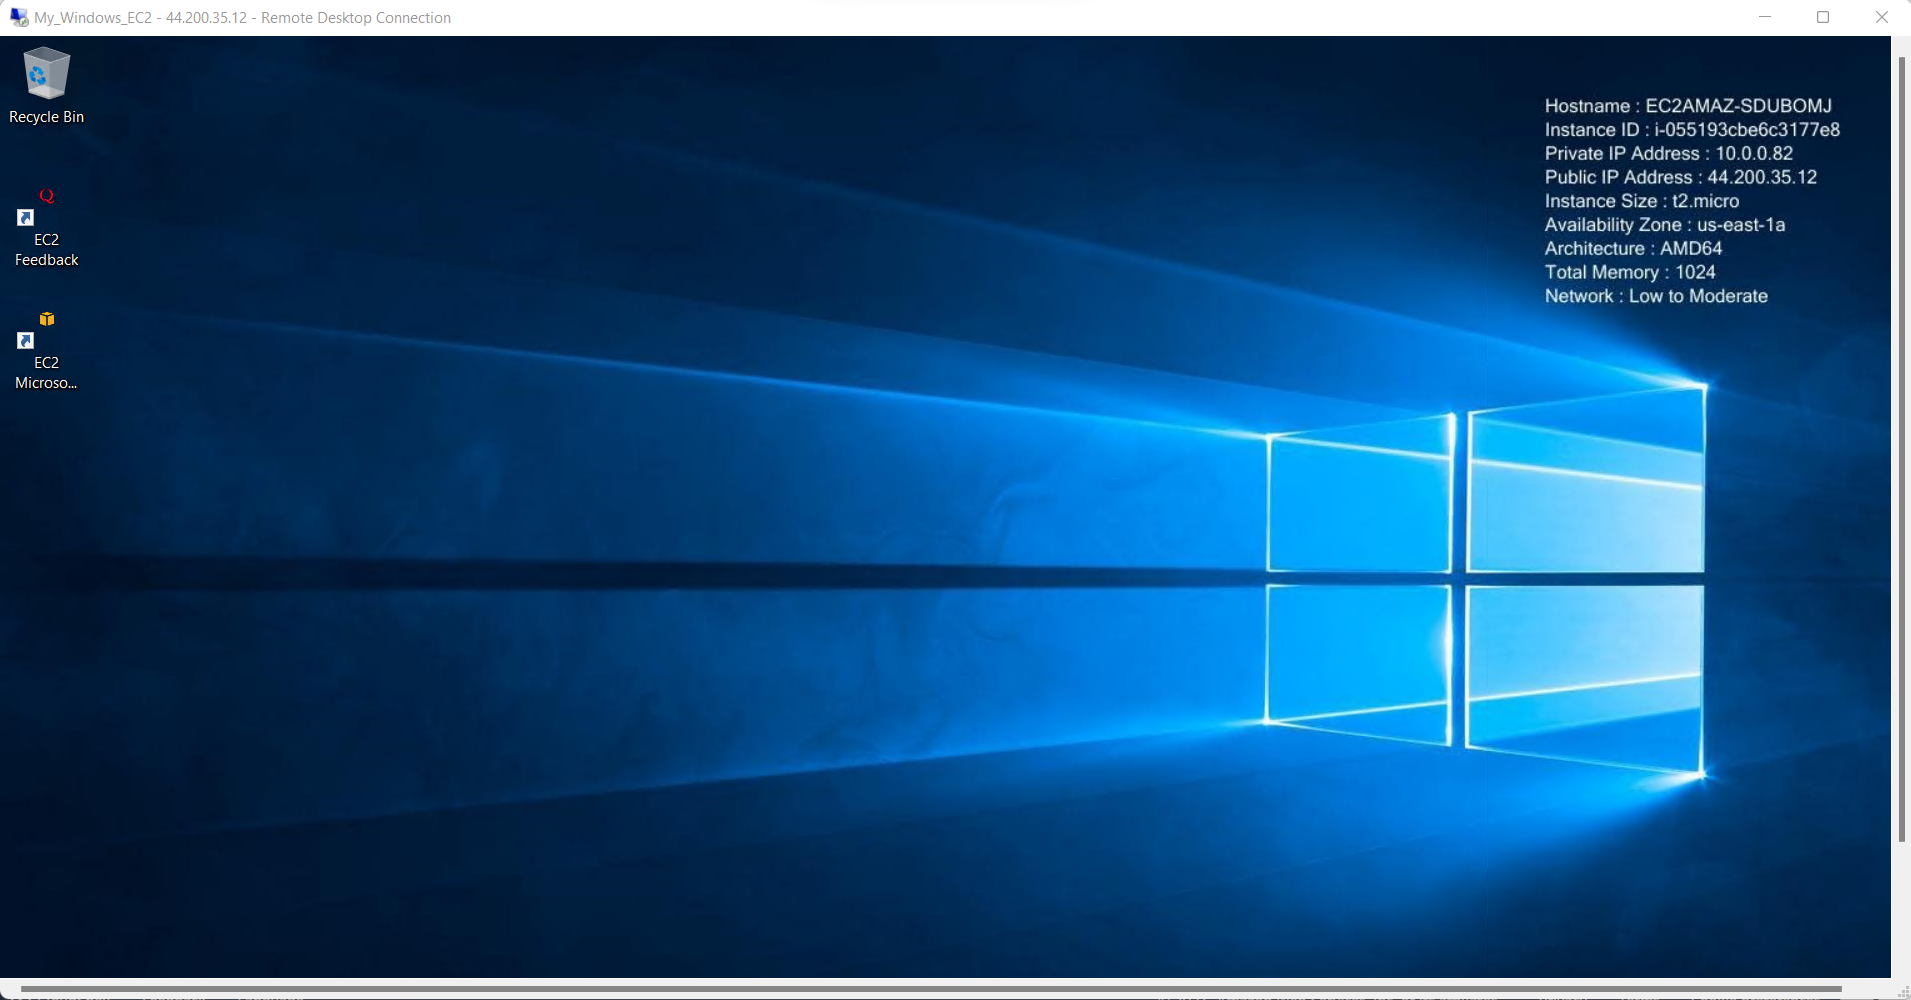 My_Windows_EC2 - 44.200.35.12 - Remote Desktop Connection
Recycle Bin
EC2
Feedback
EC2
Microso...
Hostname : EC2AMAZ-SDUBOMJ
Instance ID : i-055193cbe6c3177e8
Private IP Address : 10.0.0.82
Public IP Address : 44.200.35.12
Instance Size : t2.micro
Availability Zone : us-east-1a
Architecture : AMD64
Total Memory : 1024
Network : Low to Moderate